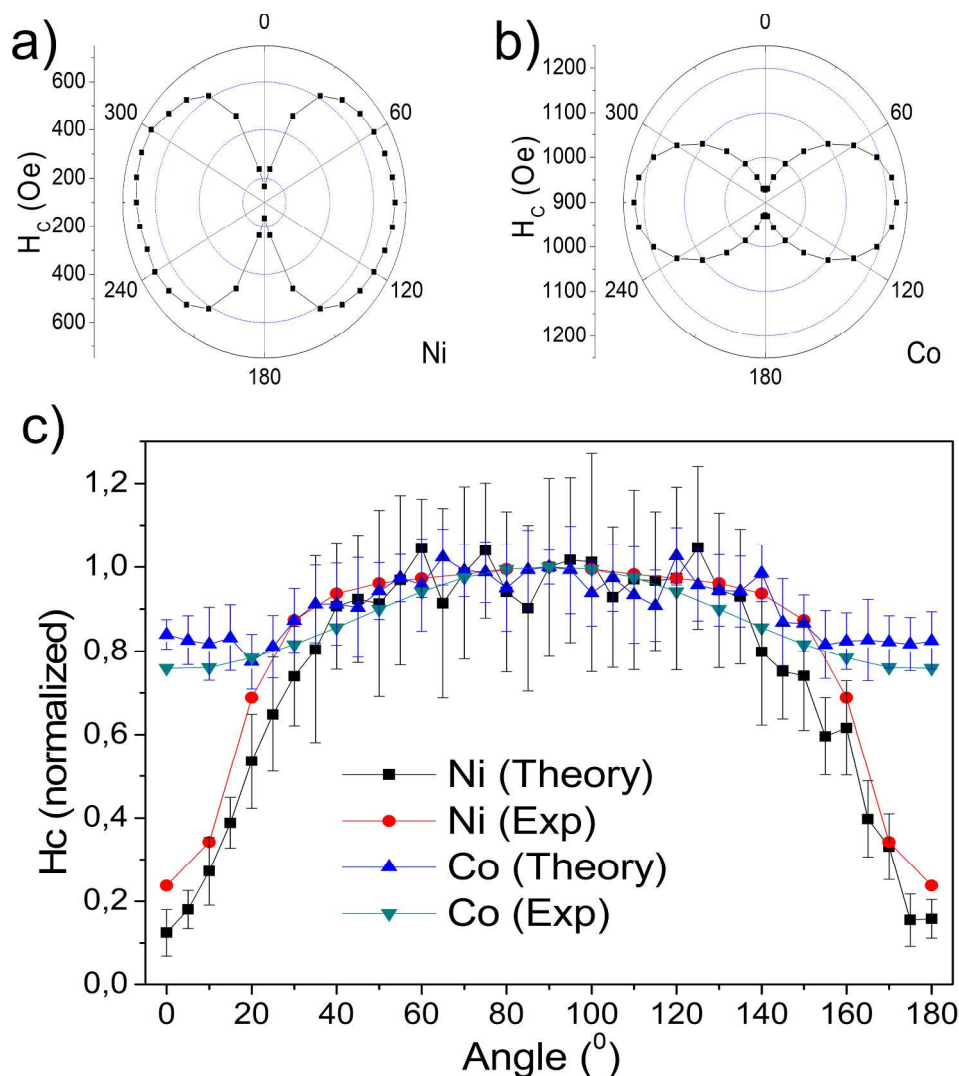 a)
0
60
120
180
240
300
600
400
200
0
200
400
600
H_C (Oe)
Ni
b)
0
60
120
180
240
300
1200
1100
1000
900
1000
1100
1200
H_C (Oe)
Co
c)
1,2
1,0
0,8
0,6
0,4
0,2
0,0
Hc (normalized)
Ni (Theory)
Ni (Exp)
Co (Theory)
Co (Exp)
0 20 40 60 80 100 120 140 160 180
Angle (⁰)